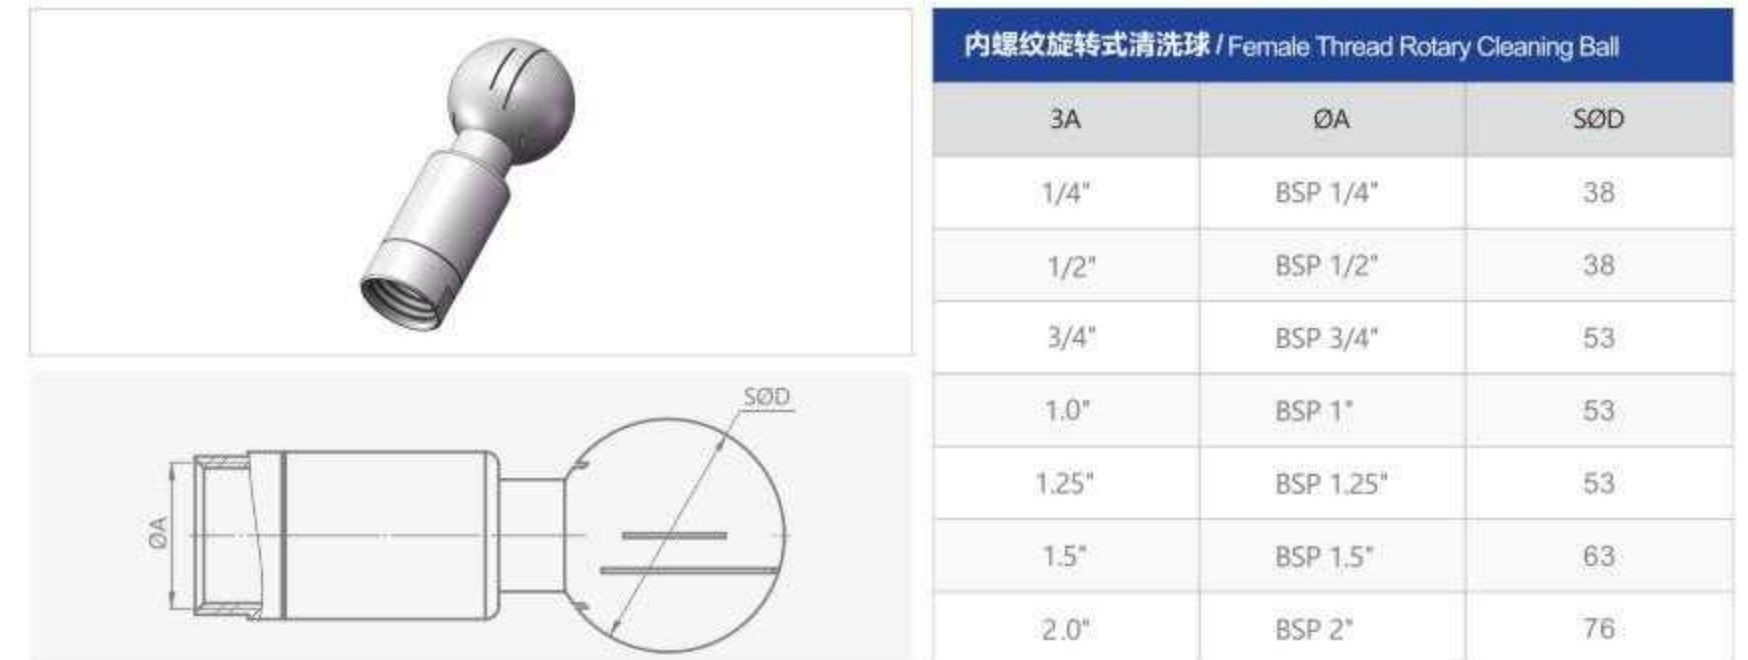 内螺纹旋转式清洗球 / Female Thread Rotary Cleaning Ball
3A ØA SØD
1/4" BSP 1/4" 38
1/2" BSP 1/2" 38
3/4" BSP 3/4" 53
1.0" BSP 1" 53
1.25" BSP 1.25" 53
1.5" BSP 1.5" 63
2.0" BSP 2" 76
SØD
ØA